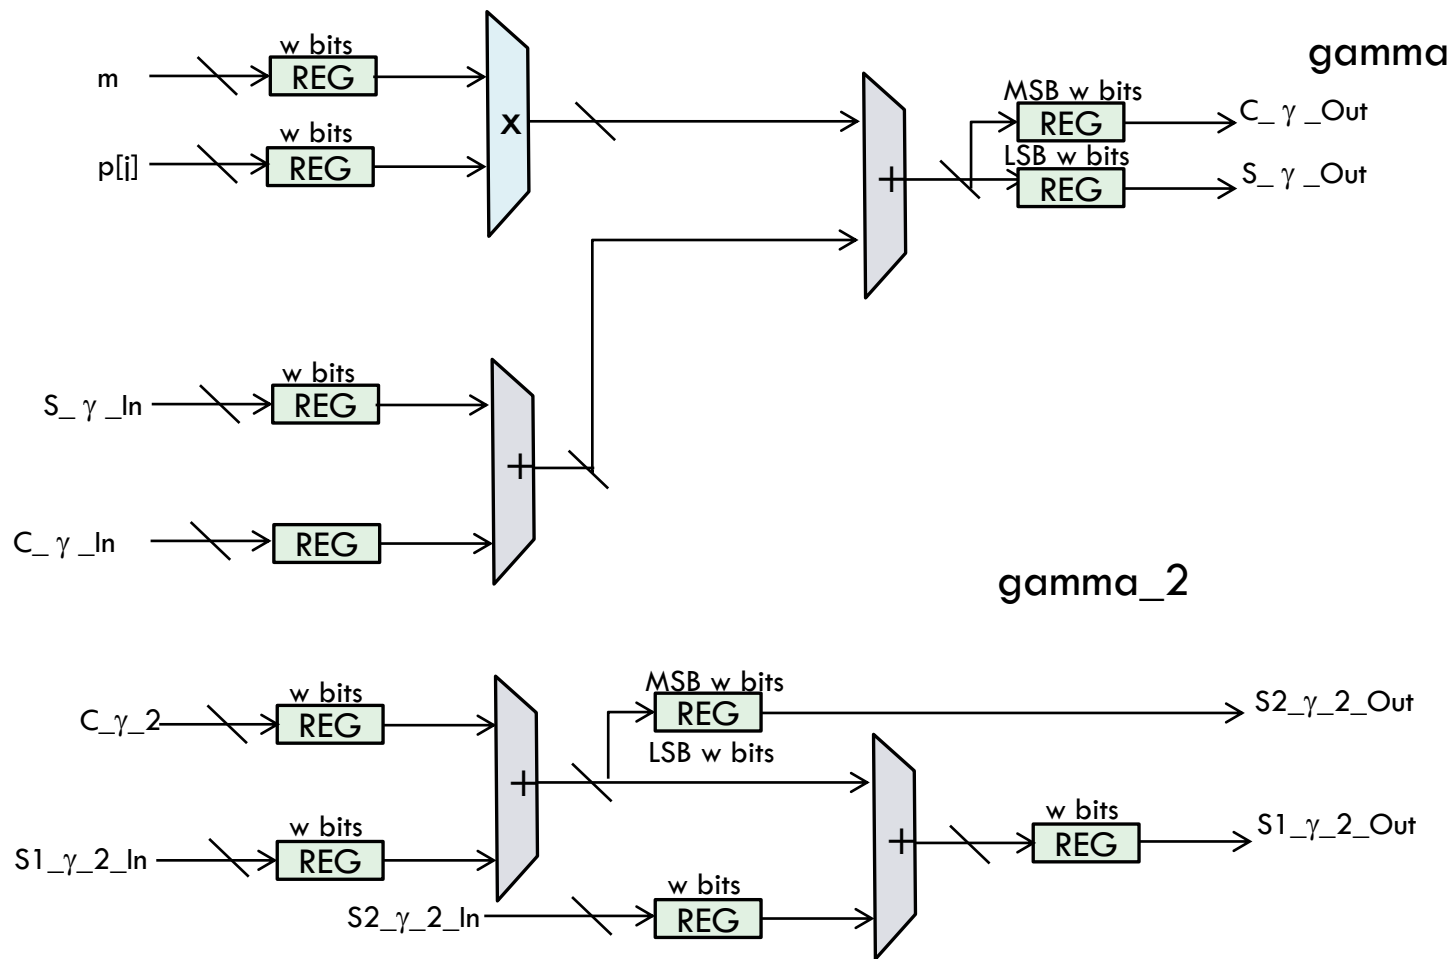 gamma
w bits
m
REG
MSB w bits
REG
C_ γ _Out
x
w bits
p[j]
REG
+
LSB w bits
REG
S_ γ _Out
w bits
S_ γ _In
REG
+
C_ γ _In
REG
gamma_2
w bits
C_γ_2
REG
MSB w bits
REG
S2_γ_2_Out
+
LSB w bits
w bits
S1_γ_2_In
REG
+
w bits
REG
S1_γ_2_Out
w bits
S2_γ_2_In
REG